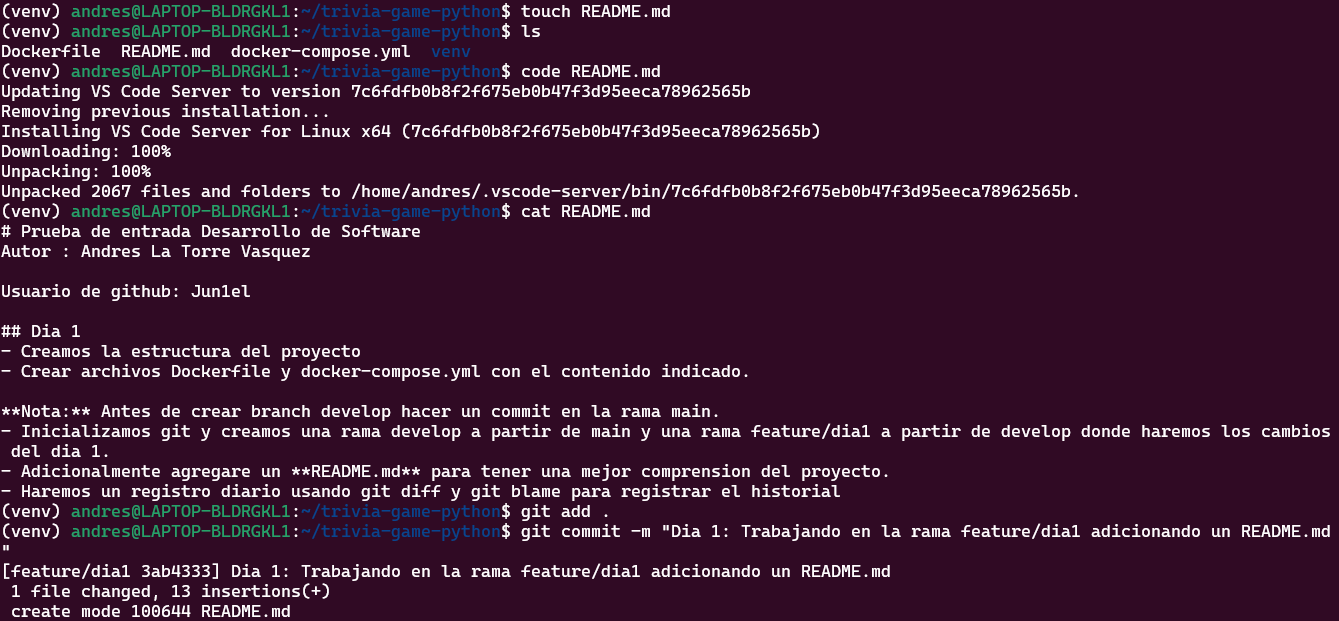 (venv) andres@LAPTOP-BLDRGKL1:~/trivia-game-python$ touch README.md
(venv) andres@LAPTOP-BLDRGKL1:~/trivia-game-python$ ls
Dockerfile  README.md  docker-compose.yml  venv
(venv) andres@LAPTOP-BLDRGKL1:~/trivia-game-python$ code README.md
Updating VS Code Server to version 7c6fdfb0b8f2f675eb0b47f3d95eeca78962565b
Removing previous installation...
Installing VS Code Server for Linux x64 (7c6fdfb0b8f2f675eb0b47f3d95eeca78962565b)
Downloading: 100%
Unpacking: 100%
Unpacked 2067 files and folders to /home/andres/.vscode-server/bin/7c6fdfb0b8f2f675eb0b47f3d95eeca78962565b.
(venv) andres@LAPTOP-BLDRGKL1:~/trivia-game-python$ cat README.md
# Prueba de entrada Desarrollo de Software
Autor : Andres La Torre Vasquez
Usuario de github: Jun1el
## Dia 1
- Creamos la estructura del proyecto
- Crear archivos Dockerfile y docker-compose.yml con el contenido indicado.
**Nota:** Antes de crear branch develop hacer un commit en la rama main.
- Inicializamos git y creamos una rama develop a partir de main y una rama feature/dia1 a partir de develop donde haremos los cambios
 del dia 1.
- Adicionalmente agregare un **README.md** para tener una mejor comprension del proyecto.
- Haremos un registro diario usando git diff y git blame para registrar el historial
(venv) andres@LAPTOP-BLDRGKL1:~/trivia-game-python$ git add .
(venv) andres@LAPTOP-BLDRGKL1:~/trivia-game-python$ git commit -m "Dia 1: Trabajando en la rama feature/dia1 adicionando un README.md
"
[feature/dia1 3ab4333] Dia 1: Trabajando en la rama feature/dia1 adicionando un README.md
 1 file changed, 13 insertions(+)
 create mode 100644 README.md